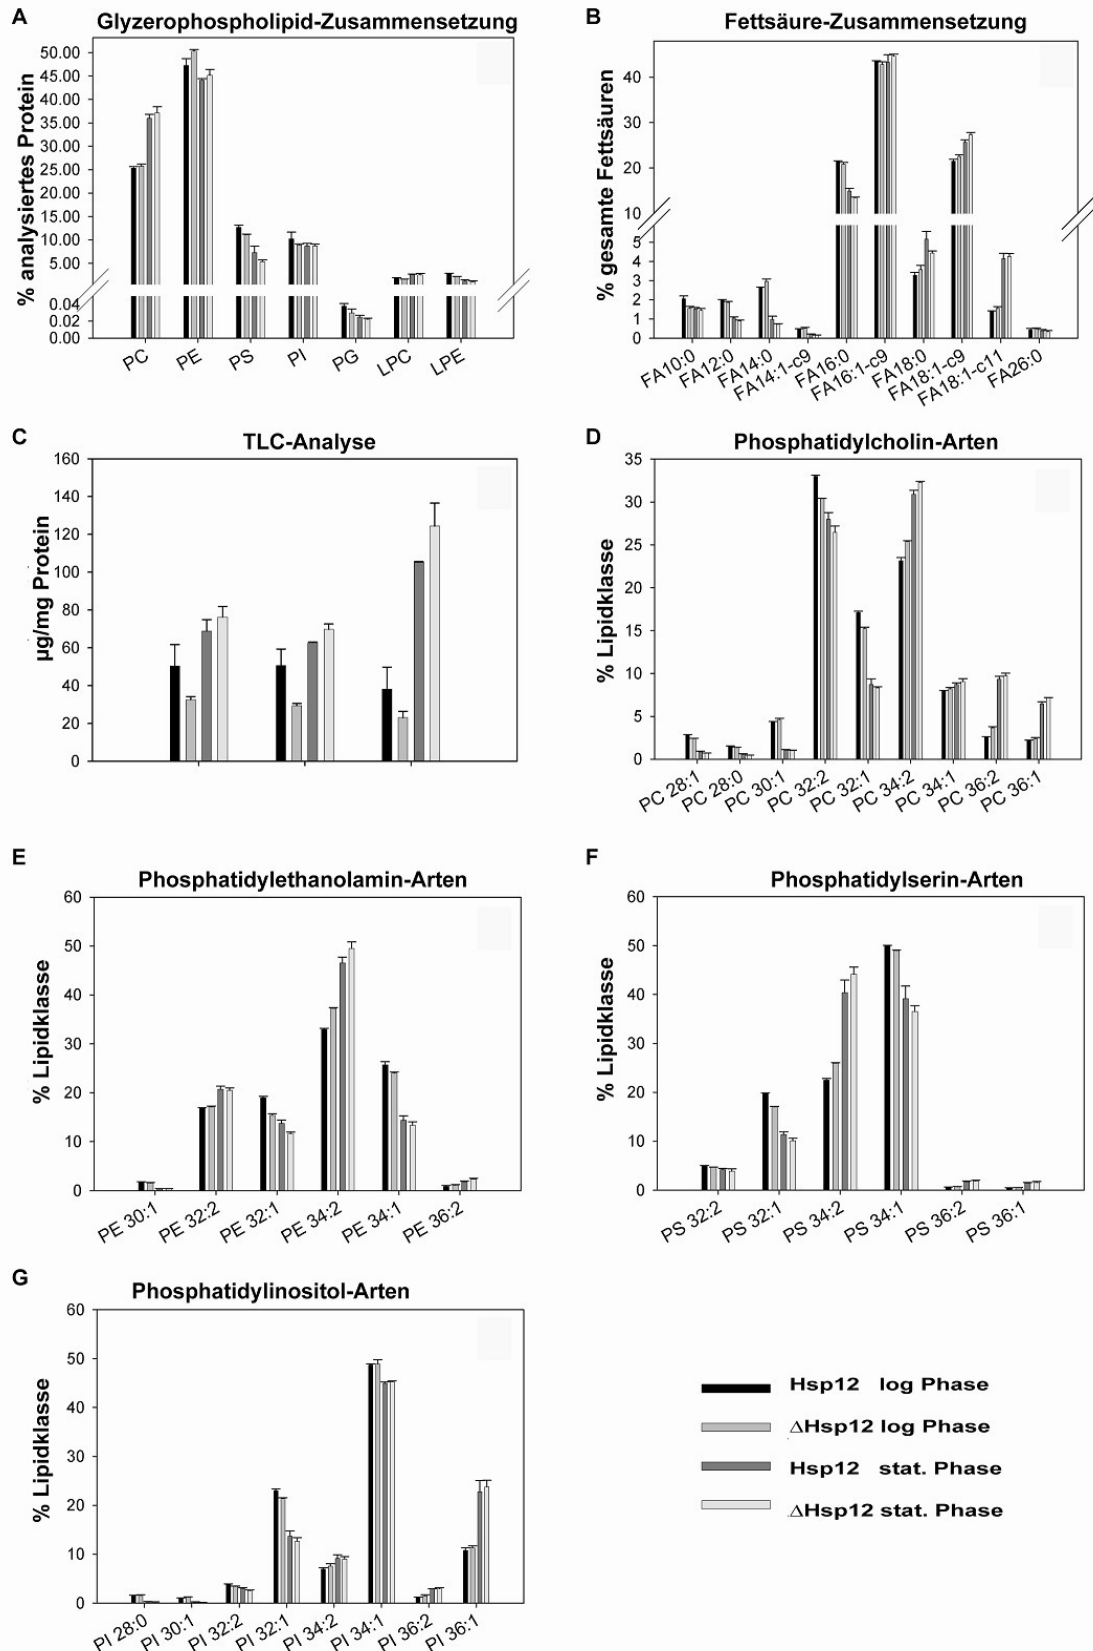 A
Glyzerophospholipid-Zusammensetzung
% analysiertes Protein
50.00
45.00
40.00
35.00
30.00
25.00
20.00
15.00
10.00
5.00
0.04
0.02
0.00
PC PE PS PI PG LPC LPE
B
Fettsäure-Zusammensetzung
% gesamte Fettsäuren
40
30
20
10
5
4
3
2
1
0
FA10:0 FA12:0 FA14:0 FA14:1-c9 FA16:0 FA16:1-c9 FA18:0 FA18:1-c9 FA18:1-c11 FA26:0
C
TLC-Analyse
µg/mg Protein
160
140
120
100
80
60
40
20
0
D
Phosphatidylcholin-Arten
% Lipidklasse
35
30
25
20
15
10
5
0
PC 28:1 PC 28:0 PC 30:1 PC 32:2 PC 32:1 PC 34:2 PC 34:1 PC 36:2 PC 36:1
E
Phosphatidylethanolamin-Arten
% Lipidklasse
60
50
40
30
20
10
0
PE 30:1 PE 32:2 PE 32:1 PE 34:2 PE 34:1 PE 36:2
F
Phosphatidylserin-Arten
% Lipidklasse
60
50
40
30
20
10
0
PS 32:2 PS 32:1 PS 34:2 PS 34:1 PS 36:2 PS 36:1
G
Phosphatidylinositol-Arten
% Lipidklasse
60
50
40
30
20
10
0
PI 28:0 PI 30:1 PI 32:2 PI 32:1 PI 34:2 PI 34:1 PI 36:2 PI 36:1
Hsp12 log Phase
ΔHsp12 log Phase
Hsp12 stat. Phase
ΔHsp12 stat. Phase